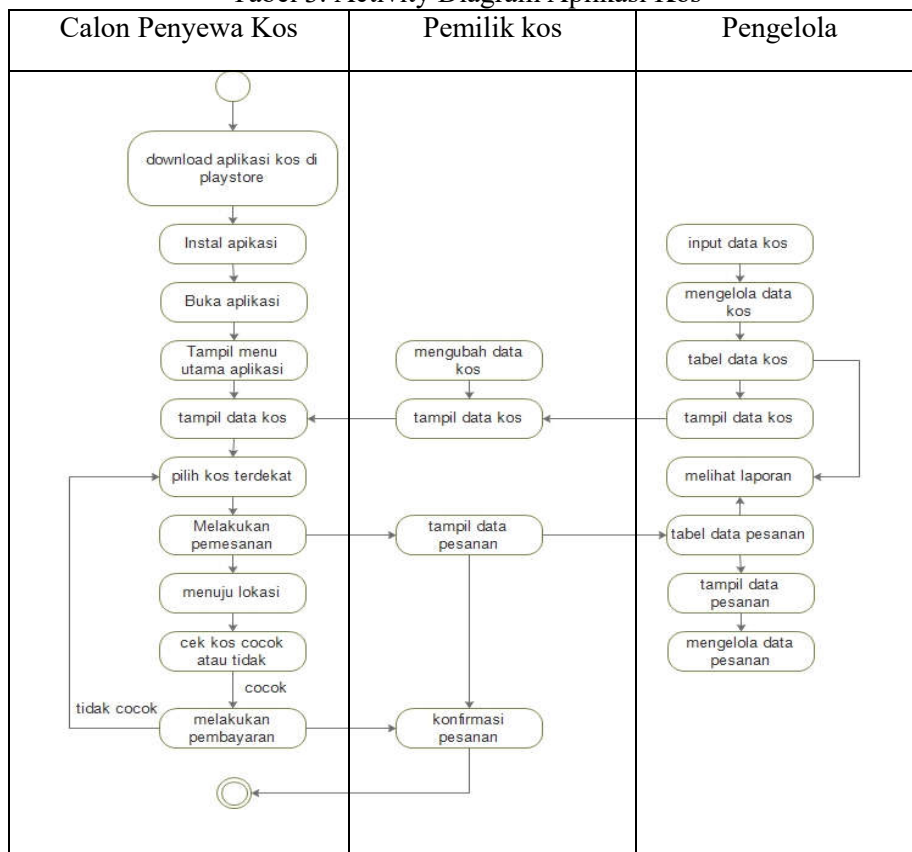 Tabel 3. Activity Diagram Aplikasi Kos
Calon Penyewa Kos
Pemilik kos
Pengelola
download aplikasi kos di
playstore
Instal apikasi
Buka aplikasi
Tampil menu
utama aplikasi
tampil data kos
pilih kos terdekat
Melakukan
pemesanan
menuju lokasi
cek kos cocok
atau tidak
cocok
tidak cocok
melakukan
pembayaran
mengubah data
kos
tampil data kos
tampil data
pesanan
konfirmasi
pesanan
input data kos
mengelola data
kos
tabel data kos
tampil data kos
melihat laporan
tabel data pesanan
tampil data
pesanan
mengelola data
pesanan